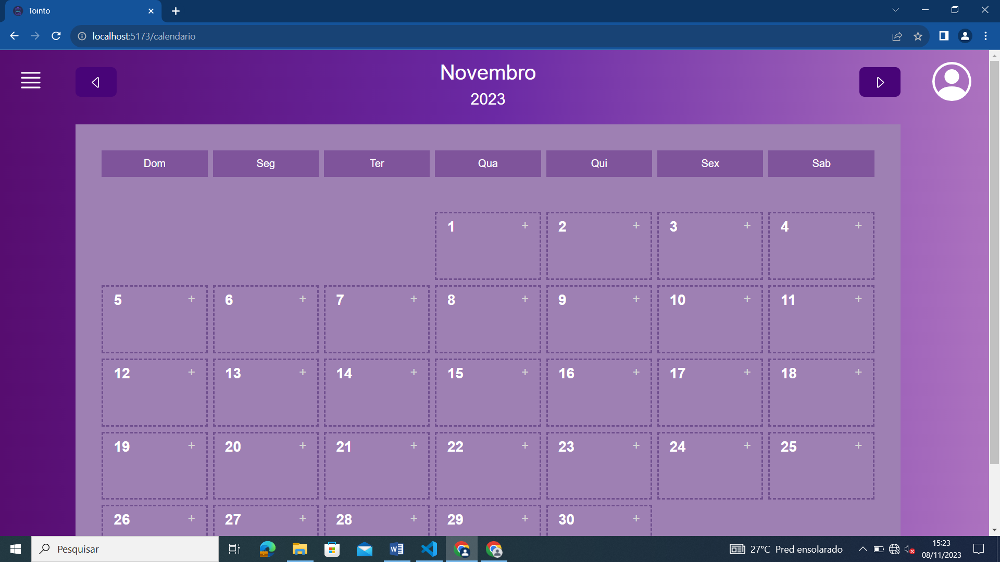 Tointo
localhost:5173/calendario
Novembro
2023
Dom Seg Ter Qua Qui Sex Sab
1 + 2 + 3 + 4 +
5 + 6 + 7 + 8 + 9 + 10 + 11 +
12 + 13 + 14 + 15 + 16 + 17 + 18 +
19 + 20 + 21 + 22 + 23 + 24 + 25 +
26 + 27 + 28 + 29 + 30 +
Pesquisar
27°C Pred ensolarado
15:23
08/11/2023